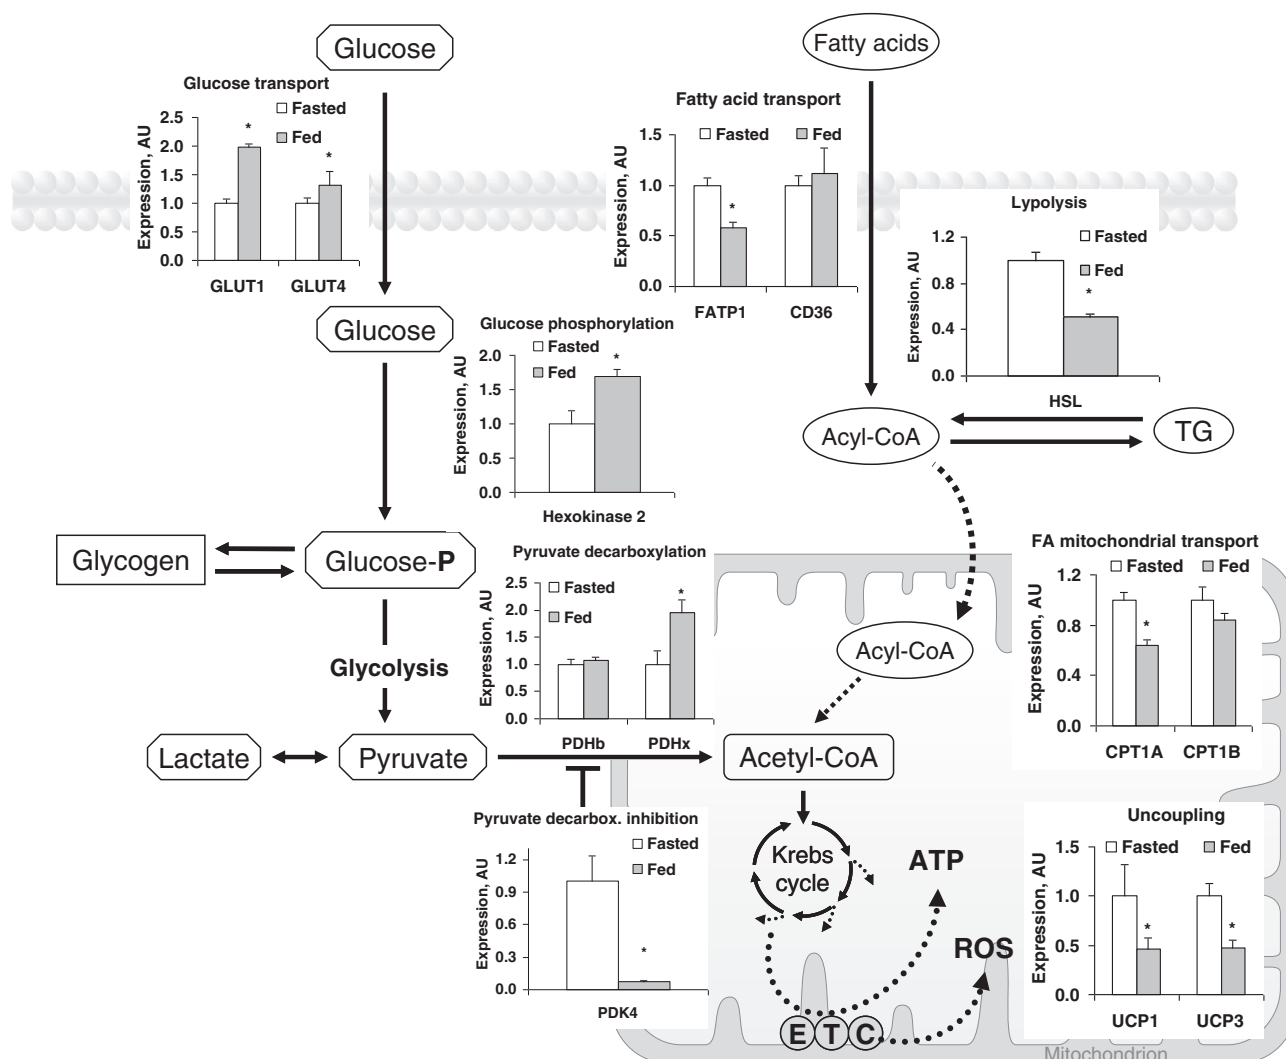 Glucose
Fatty acids
Glucose transport
Fasted
Fed
Expression, AU
2.5
2.0
1.5
1.0
0.5
0.0
*
*
GLUT1 GLUT4
Fatty acid transport
Fasted Fed
Expression, AU
1.5
1.0
0.5
0.0
*
FATP1 CD36
Lypolysis
Fasted
Fed
Expression, AU
1.2
0.8
0.4
0.0
*
HSL
Glucose
Glucose phosphorylation
Fasted
Fed
Expression, AU
2.0
1.5
1.0
0.5
0.0
*
Hexokinase 2
Acyl-CoA
TG
Glycogen
Glucose-P
Pyruvate decarboxylation
Fasted
Fed
Expression, AU
2.5
2.0
1.5
1.0
0.5
0.0
*
PDHb PDHx
FA mitochondrial transport
Fasted Fed
Expression, AU
1.2
0.8
0.4
0.0
*
CPT1A CPT1B
Acyl-CoA
Glycolysis
Lactate
Pyruvate
Acetyl-CoA
Pyruvate decarbox. inhibition
Fasted
Fed
Expression, AU
1.2
0.9
0.6
0.3
0.0
*
PDK4
Krebs
cycle
ATP
ROS
E T C
Uncoupling
Fasted Fed
Expression, AU
1.5
1.0
0.5
0.0
*
*
UCP1 UCP3
Mitochondrion